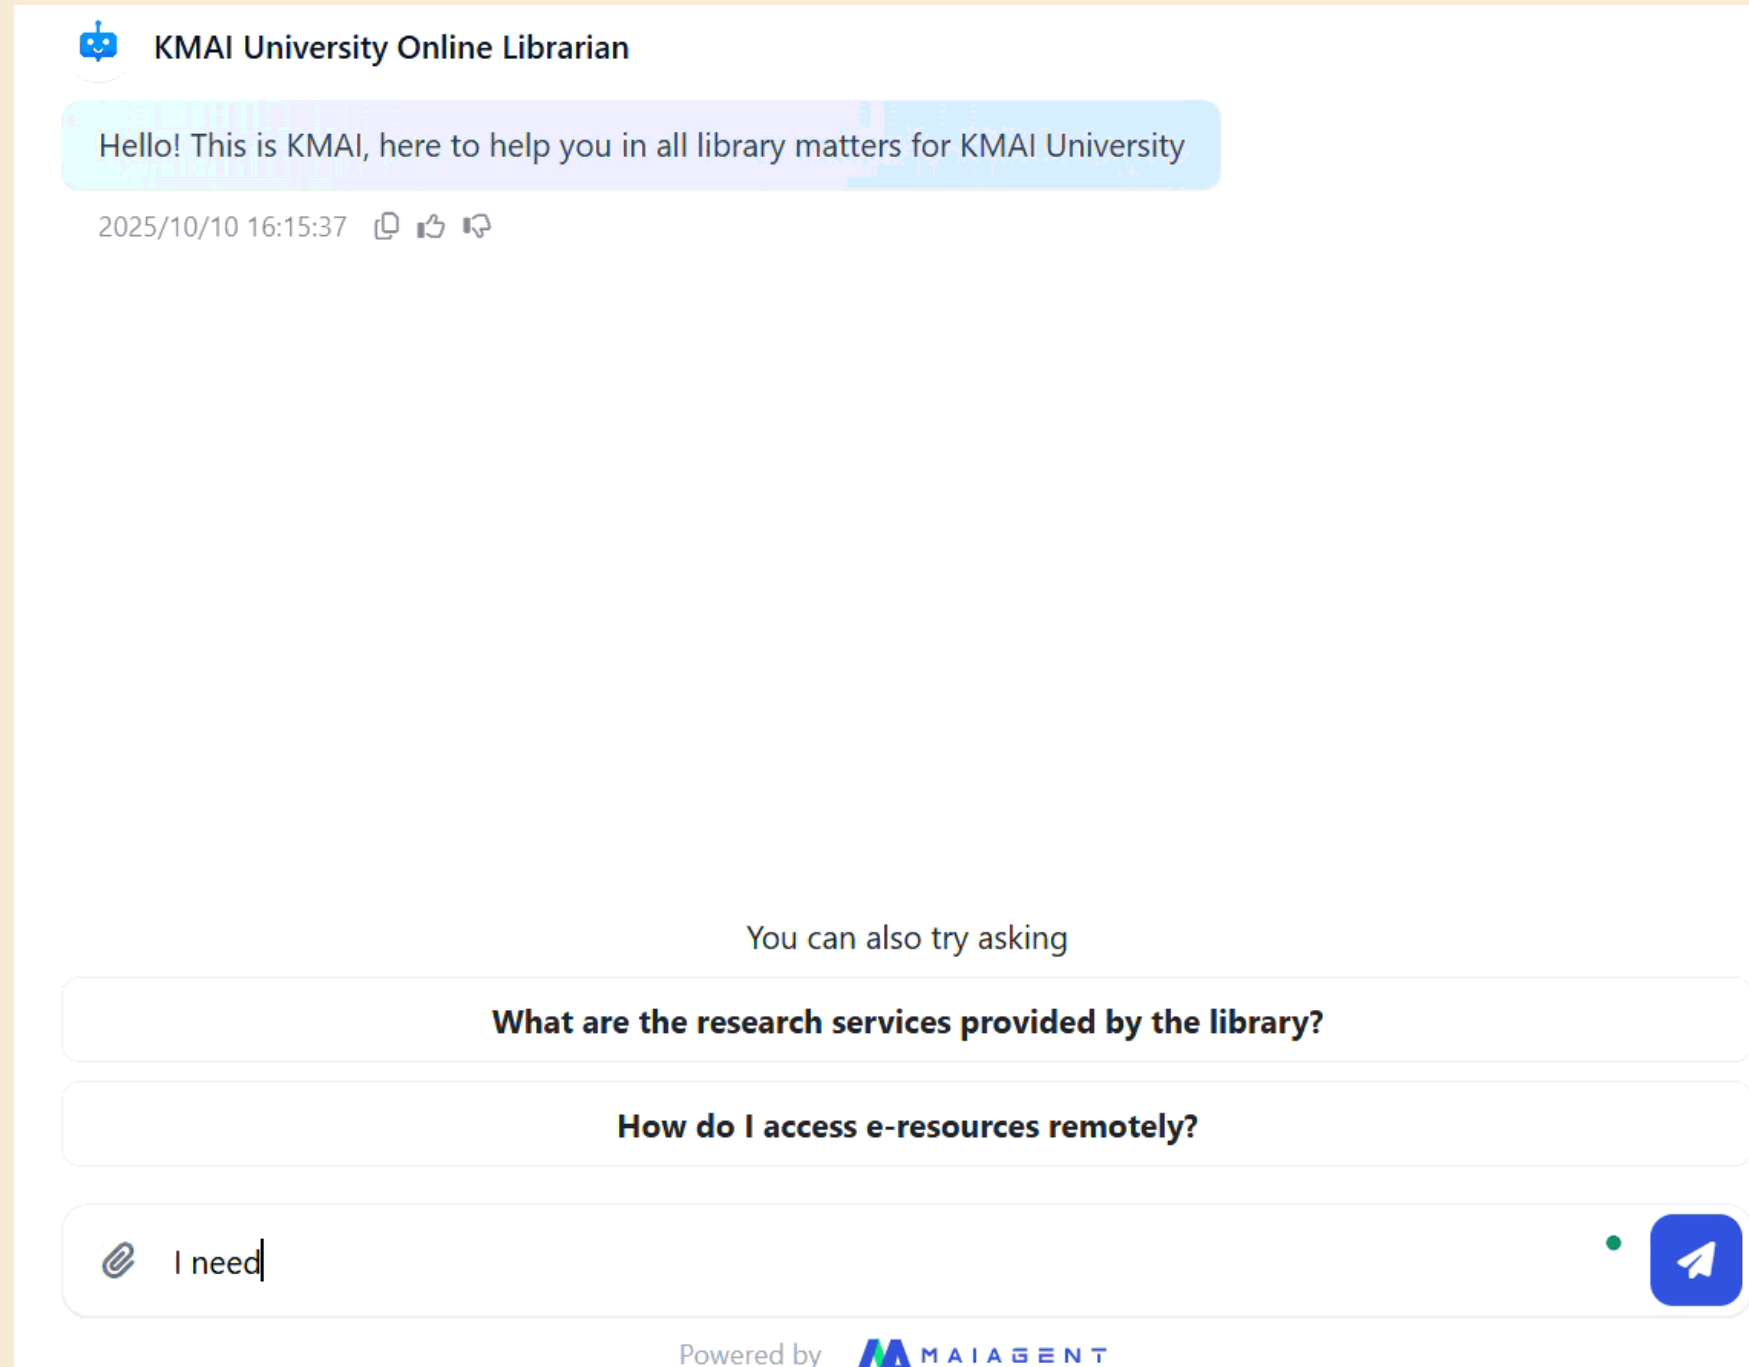 KMAI University Online Librarian
Hello! This is KMAI, here to help you in all library matters for KMAI University
2025/10/10 16:15:37
You can also try asking
What are the research services provided by the library?
How do I access e-resources remotely?
I need
Powered by MAIAGENT